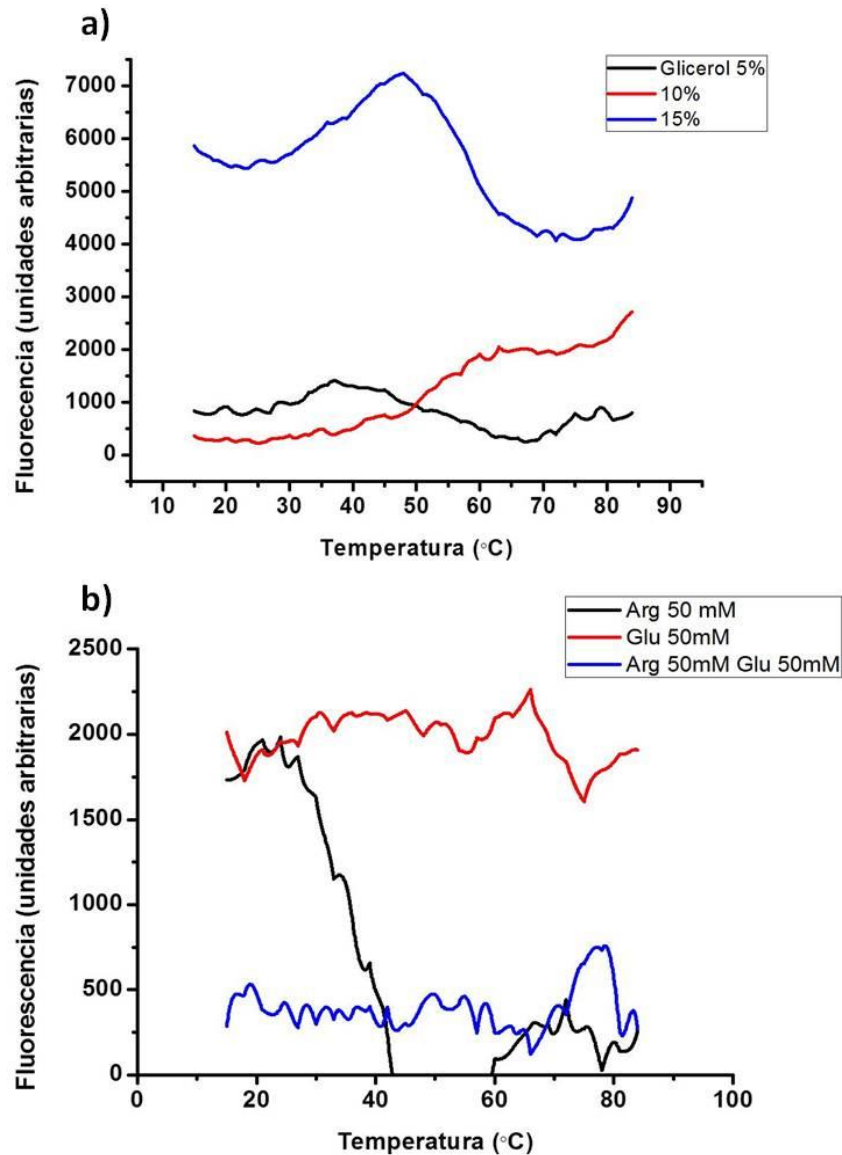 a)
Glicerol 5%
10%
15%
Fluorecencia (unidades arbitrarias)
7000
6000
5000
4000
3000
2000
1000
0
10 20 30 40 50 60 70 80 90
Temperatura (°C)
b)
Arg 50 mM
Glu 50mM
Arg 50mM Glu 50mM
Fluorescencia (unidades arbitrarias)
2500
2000
1500
1000
500
0
0 20 40 60 80 100
Temperatura (°C)